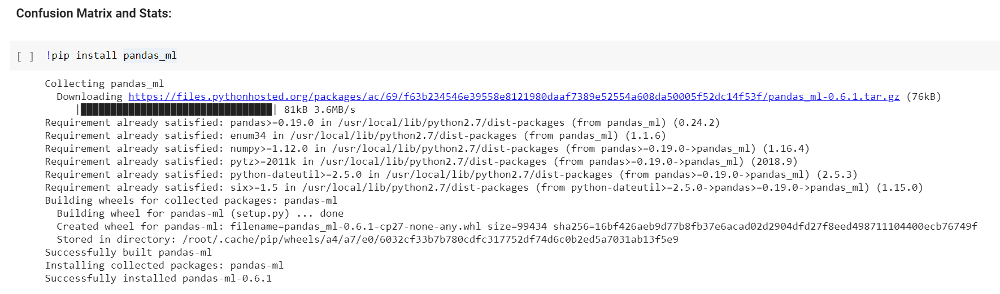 Confusion Matrix and Stats:
[ ] !pip install pandas_ml
Collecting pandas_ml
  Downloading https://files.pythonhosted.org/packages/ac/69/f63b234546e39558e8121980daaf7389e52554a608da50005f52dc14f53f/pandas_ml-0.6.1.tar.gz (76kB)
     |████████████████████████████████| 81kB 3.6MB/s
Requirement already satisfied: pandas>=0.19.0 in /usr/local/lib/python2.7/dist-packages (from pandas_ml) (0.24.2)
Requirement already satisfied: enum34 in /usr/local/lib/python2.7/dist-packages (from pandas_ml) (1.1.6)
Requirement already satisfied: numpy>=1.12.0 in /usr/local/lib/python2.7/dist-packages (from pandas>=0.19.0->pandas_ml) (1.16.4)
Requirement already satisfied: pytz>=2011k in /usr/local/lib/python2.7/dist-packages (from pandas>=0.19.0->pandas_ml) (2018.9)
Requirement already satisfied: python-dateutil>=2.5.0 in /usr/local/lib/python2.7/dist-packages (from pandas>=0.19.0->pandas_ml) (2.5.3)
Requirement already satisfied: six>=1.5 in /usr/local/lib/python2.7/dist-packages (from python-dateutil>=2.5.0->pandas>=0.19.0->pandas_ml) (1.15.0)
Building wheels for collected packages: pandas-ml
  Building wheel for pandas-ml (setup.py) ... done
  Created wheel for pandas-ml: filename=pandas_ml-0.6.1-cp27-none-any.whl size=99434 sha256=16bf426aeb9d77b8fb37e6acad02d2904dfd27f8eed498711104400ecb76749f
  Stored in directory: /root/.cache/pip/wheels/a4/a7/e0/6032cf33b7b780cdfc317752df74d6c0b2ed5a7031ab13f5e9
Successfully built pandas-ml
Installing collected packages: pandas-ml
Successfully installed pandas-ml-0.6.1